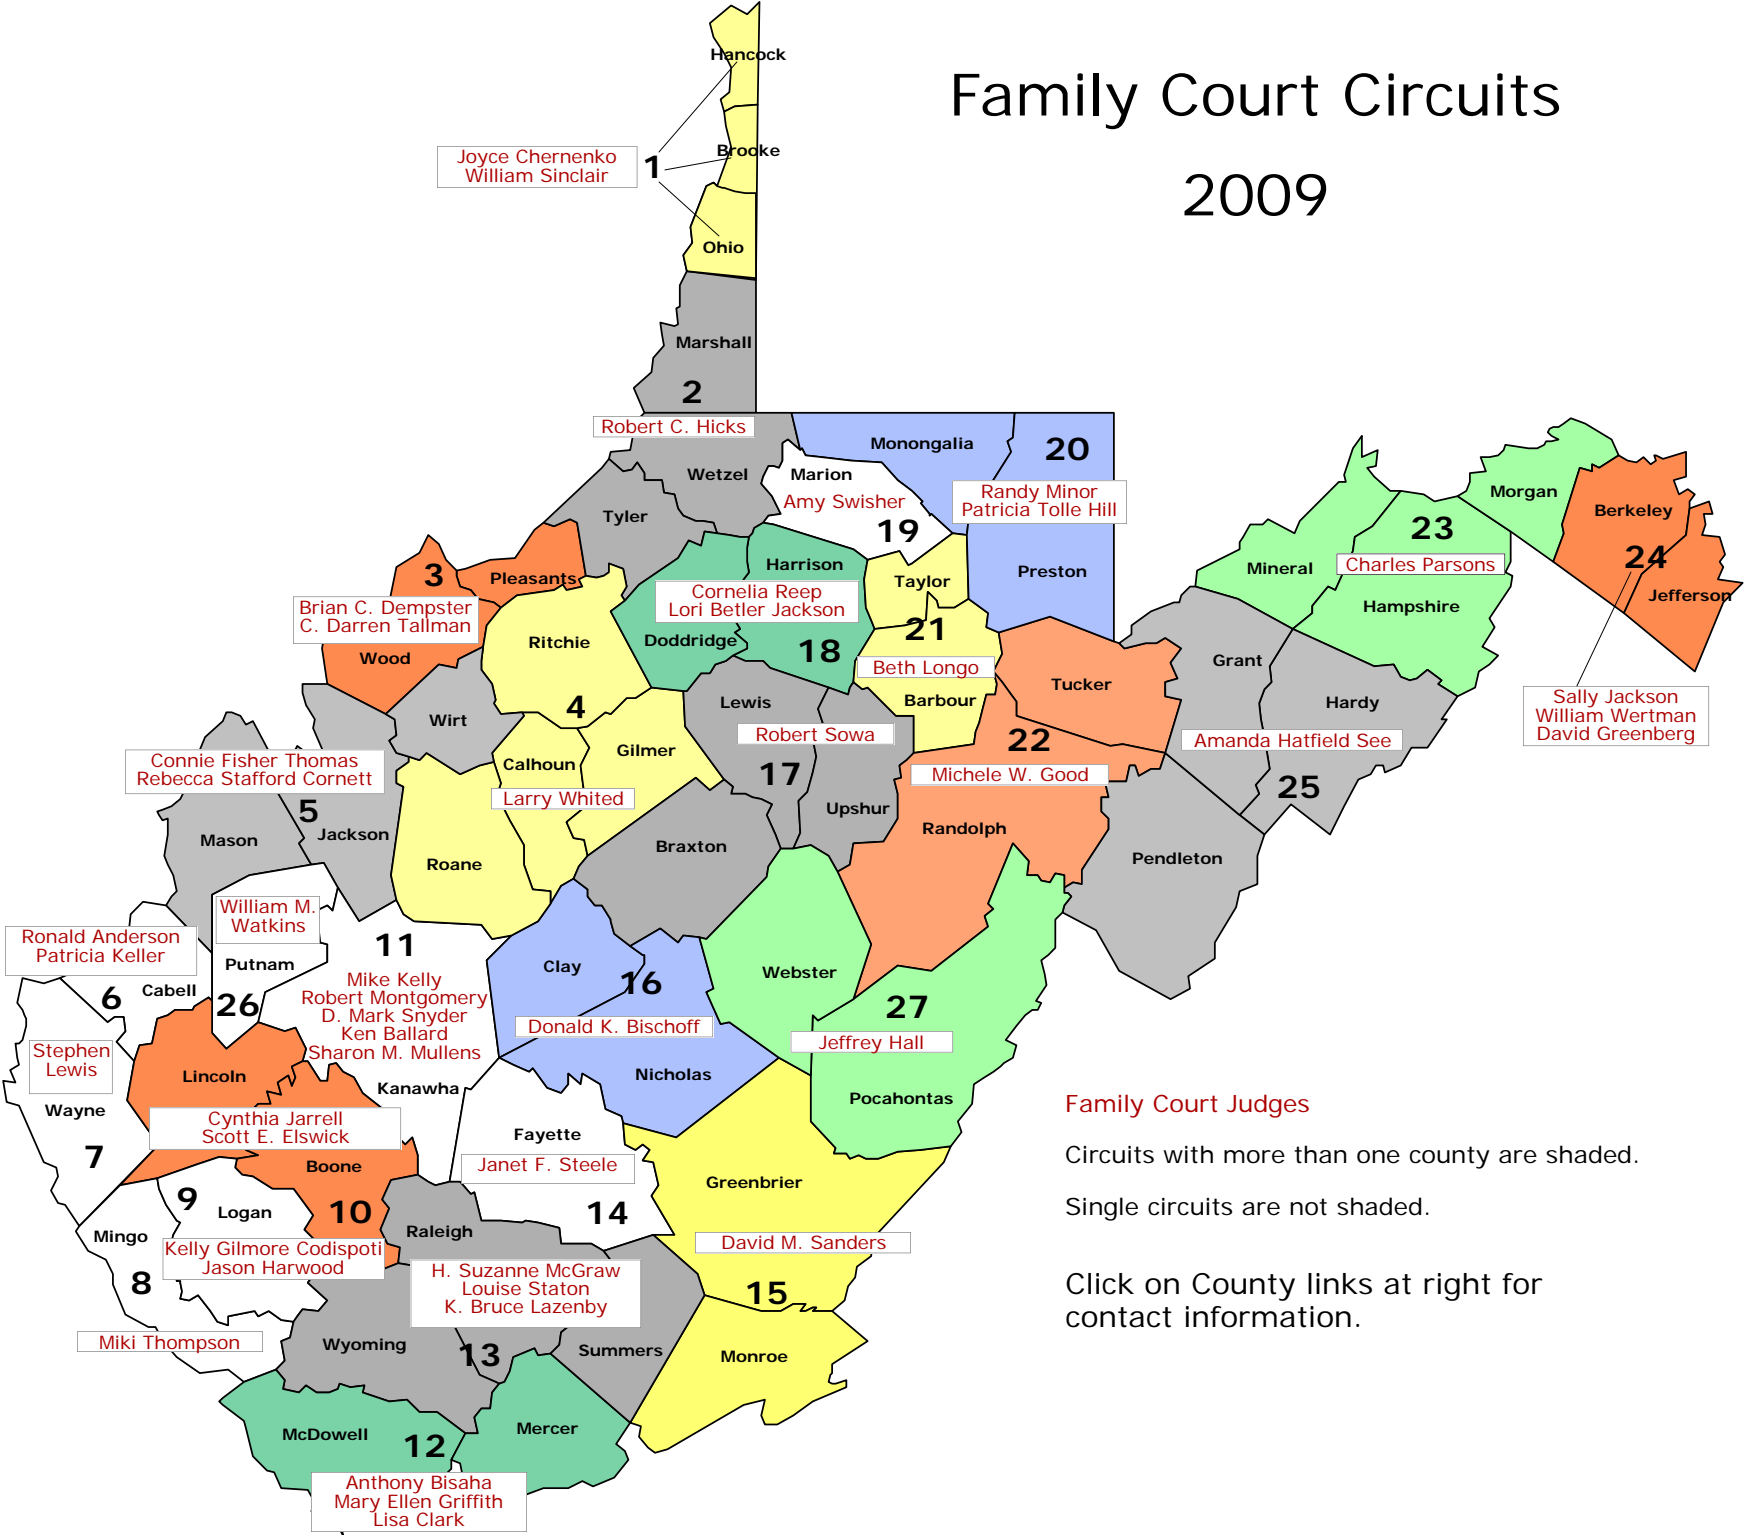 Family Court Circuits
2009
Hancock
Brooke
Joyce Chernenko
William Sinclair
1
Ohio
Marshall
2
Robert C. Hicks
Wetzel
Tyler
Monongalia
20
Randy Minor
Patricia Tolle Hill
Preston
Marion
Amy Swisher
19
Morgan
Berkeley
24
Jefferson
Sally Jackson
William Wertman
David Greenberg
23
Charles Parsons
Mineral
Hampshire
3
Pleasants
Brian C. Dempster
C. Darren Tallman
Wood
Harrison
Cornelia Reep
Lori Betler Jackson
Doddridge
18
Taylor
21
Beth Longo
Barbour
Ritchie
4
Wirt
Calhoun
Gilmer
Larry Whited
Roane
Lewis
Robert Sowa
17
Upshur
Braxton
Tucker
22
Michele W. Good
Randolph
Grant
Hardy
Amanda Hatfield See
25
Pendleton
Connie Fisher Thomas
Rebecca Stafford Cornett
5
Mason
Jackson
William M.
Watkins
Putnam
26
Ronald Anderson
Patricia Keller
6
Cabell
11
Mike Kelly
Robert Montgomery
D. Mark Snyder
Ken Ballard
Sharon M. Mullens
Kanawha
Clay
16
Donald K. Bischoff
Nicholas
Webster
27
Jeffrey Hall
Pocahontas
Stephen
Lewis
Wayne
7
Lincoln
Cynthia Jarrell
Scott E. Elswick
Boone
10
Fayette
Janet F. Steele
14
Greenbrier
David M. Sanders
15
Monroe
9
Logan
Kelly Gilmore Codispoti
Jason Harwood
Mingo
8
Miki Thompson
Raleigh
H. Suzanne McGraw
Louise Staton
K. Bruce Lazenby
Wyoming
13
Summers
McDowell
12
Mercer
Anthony Bisaha
Mary Ellen Griffith
Lisa Clark
Family Court Judges
Circuits with more than one county are shaded.
Single circuits are not shaded.
Click on County links at right for
contact information.